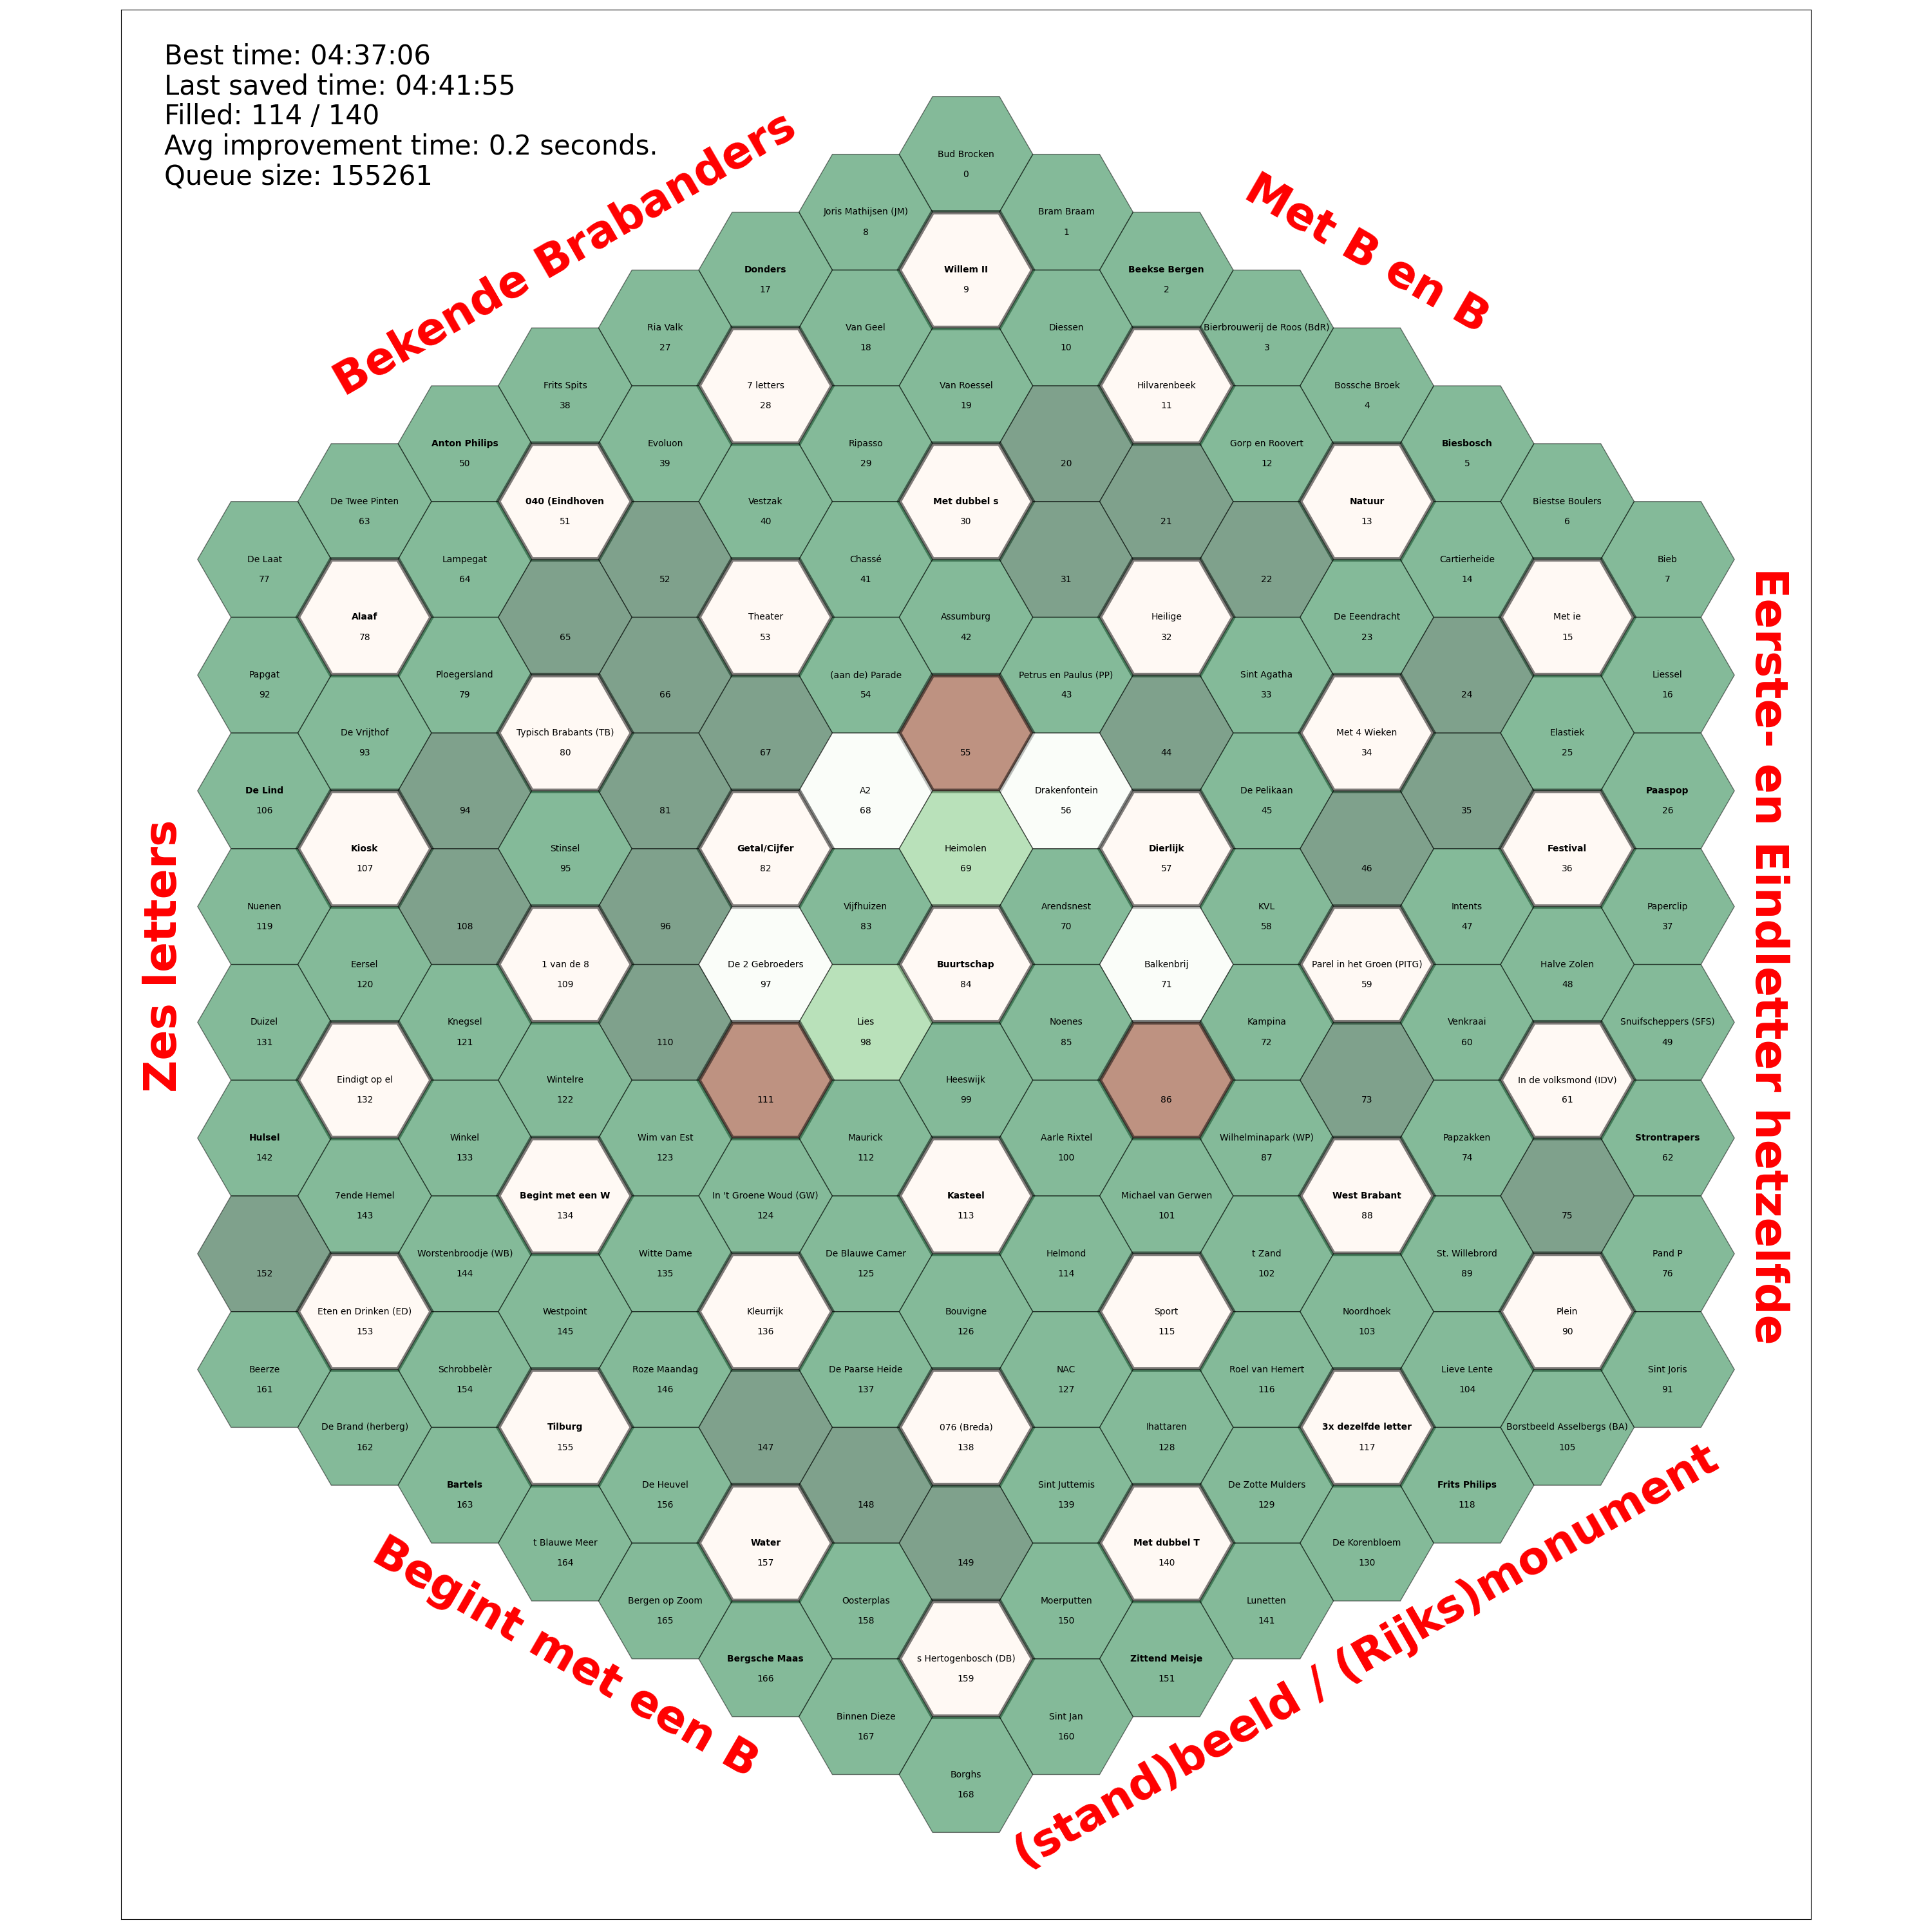 Best time: 04:37:06
Last saved time: 04:41:55
Filled: 114 / 140
Avg improvement time: 0.2 seconds.
Queue size: 155261
Bekende Brabanders
Met B en B
Eerste- en Eindletter hetzelfde
(stand)beeld / (Rijks)monument
Begint met een B
Zes letters
Bud Brocken
0
Bram Braam
1
Beekse Bergen
2
Bierbrouwerij de Roos (BdR)
3
Bossche Broek
4
Biesbosch
5
Biestse Boulers
6
Bieb
7
Joris Mathijsen (JM)
8
Willem II
9
Diessen
10
Hilvarenbeek
11
Gorp en Roovert
12
Natuur
13
Cartierheide
14
Met ie
15
Liessel
16
Donders
17
Van Geel
18
Van Roessel
19
20
21
22
De Eeendracht
23
24
Elastiek
25
Paaspop
26
Ria Valk
27
7 letters
28
Ripasso
29
Met dubbel s
30
31
Heilige
32
Sint Agatha
33
Met 4 Wieken
34
35
Festival
36
Paperclip
37
Frits Spits
38
Evoluon
39
Vestzak
40
Chassé
41
Assumburg
42
Petrus en Paulus (PP)
43
44
De Pelikaan
45
46
Intents
47
Halve Zolen
48
Snuifscheppers (SFS)
49
Anton Philips
50
040 (Eindhoven
51
52
Theater
53
(aan de) Parade
54
55
Drakenfontein
56
Dierlijk
57
KVL
58
Parel in het Groen (PITG)
59
Venkraai
60
In de volksmond (IDV)
61
Strontrapers
62
De Twee Pinten
63
Lampegat
64
65
66
67
A2
68
Heimolen
69
Arendsnest
70
Balkenbrij
71
Kampina
72
73
Papzakken
74
75
Pand P
76
De Laat
77
Alaaf
78
Ploegersland
79
Typisch Brabants (TB)
80
81
Getal/Cijfer
82
Vijfhuizen
83
Buurtschap
84
Noenes
85
86
Wilhelminapark (WP)
87
West Brabant
88
St. Willebrord
89
Plein
90
Sint Joris
91
Papgat
92
De Vrijthof
93
94
Stinsel
95
96
De 2 Gebroeders
97
Lies
98
Heeswijk
99
Aarle Rixtel
100
Michael van Gerwen
101
t Zand
102
Noordhoek
103
Lieve Lente
104
Borstbeeld Asselbergs (BA)
105
De Lind
106
Kiosk
107
108
1 van de 8
109
110
111
Maurick
112
Kasteel
113
Helmond
114
Sport
115
Roel van Hemert
116
3x dezelfde letter
117
Frits Philips
118
Nuenen
119
Eersel
120
Knegsel
121
Wintelre
122
Wim van Est
123
In 't Groene Woud (GW)
124
De Blauwe Camer
125
Bouvigne
126
NAC
127
Ihattaren
128
De Zotte Mulders
129
De Korenbloem
130
Duizel
131
Eindigt op el
132
Winkel
133
Begint met een W
134
Witte Dame
135
Kleurrijk
136
De Paarse Heide
137
076 (Breda)
138
Sint Juttemis
139
Met dubbel T
140
Lunetten
141
Hulsel
142
7ende Hemel
143
Worstenbroodje (WB)
144
Westpoint
145
Roze Maandag
146
147
148
149
Moerputten
150
Zittend Meisje
151
152
Eten en Drinken (ED)
153
Schrobbelèr
154
Tilburg
155
De Heuvel
156
Water
157
Oosterplas
158
s Hertogenbosch (DB)
159
Sint Jan
160
Beerze
161
De Brand (herberg)
162
Bartels
163
t Blauwe Meer
164
Bergen op Zoom
165
Bergsche Maas
166
Binnen Dieze
167
Borghs
168